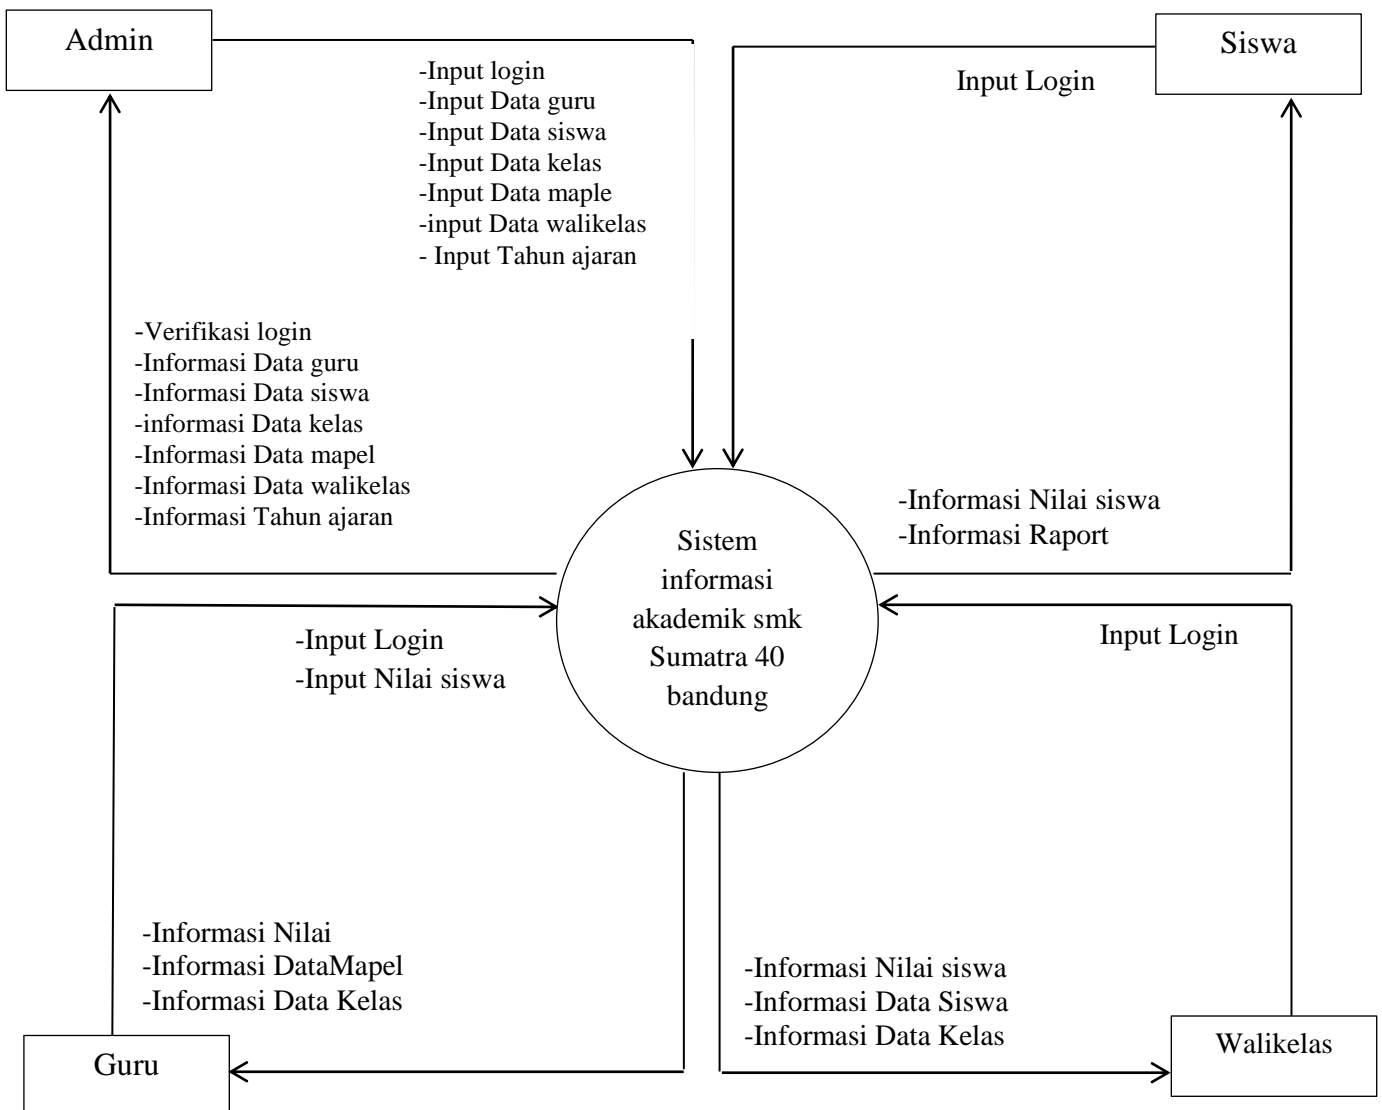 Admin
Siswa
-Input login
-Input Data guru
-Input Data siswa
-Input Data kelas
-Input Data maple
-input Data walikelas
- Input Tahun ajaran
Input Login
-Verifikasi login
-Informasi Data guru
-Informasi Data siswa
-informasi Data kelas
-Informasi Data mapel
-Informasi Data walikelas
-Informasi Tahun ajaran
-Informasi Nilai siswa
-Informasi Raport
Sistem
informasi
akademik smk
Sumatra 40
bandung
-Input Login
-Input Nilai siswa
Input Login
-Informasi Nilai
-Informasi DataMapel
-Informasi Data Kelas
-Informasi Nilai siswa
-Informasi Data Siswa
-Informasi Data Kelas
Guru
Walikelas